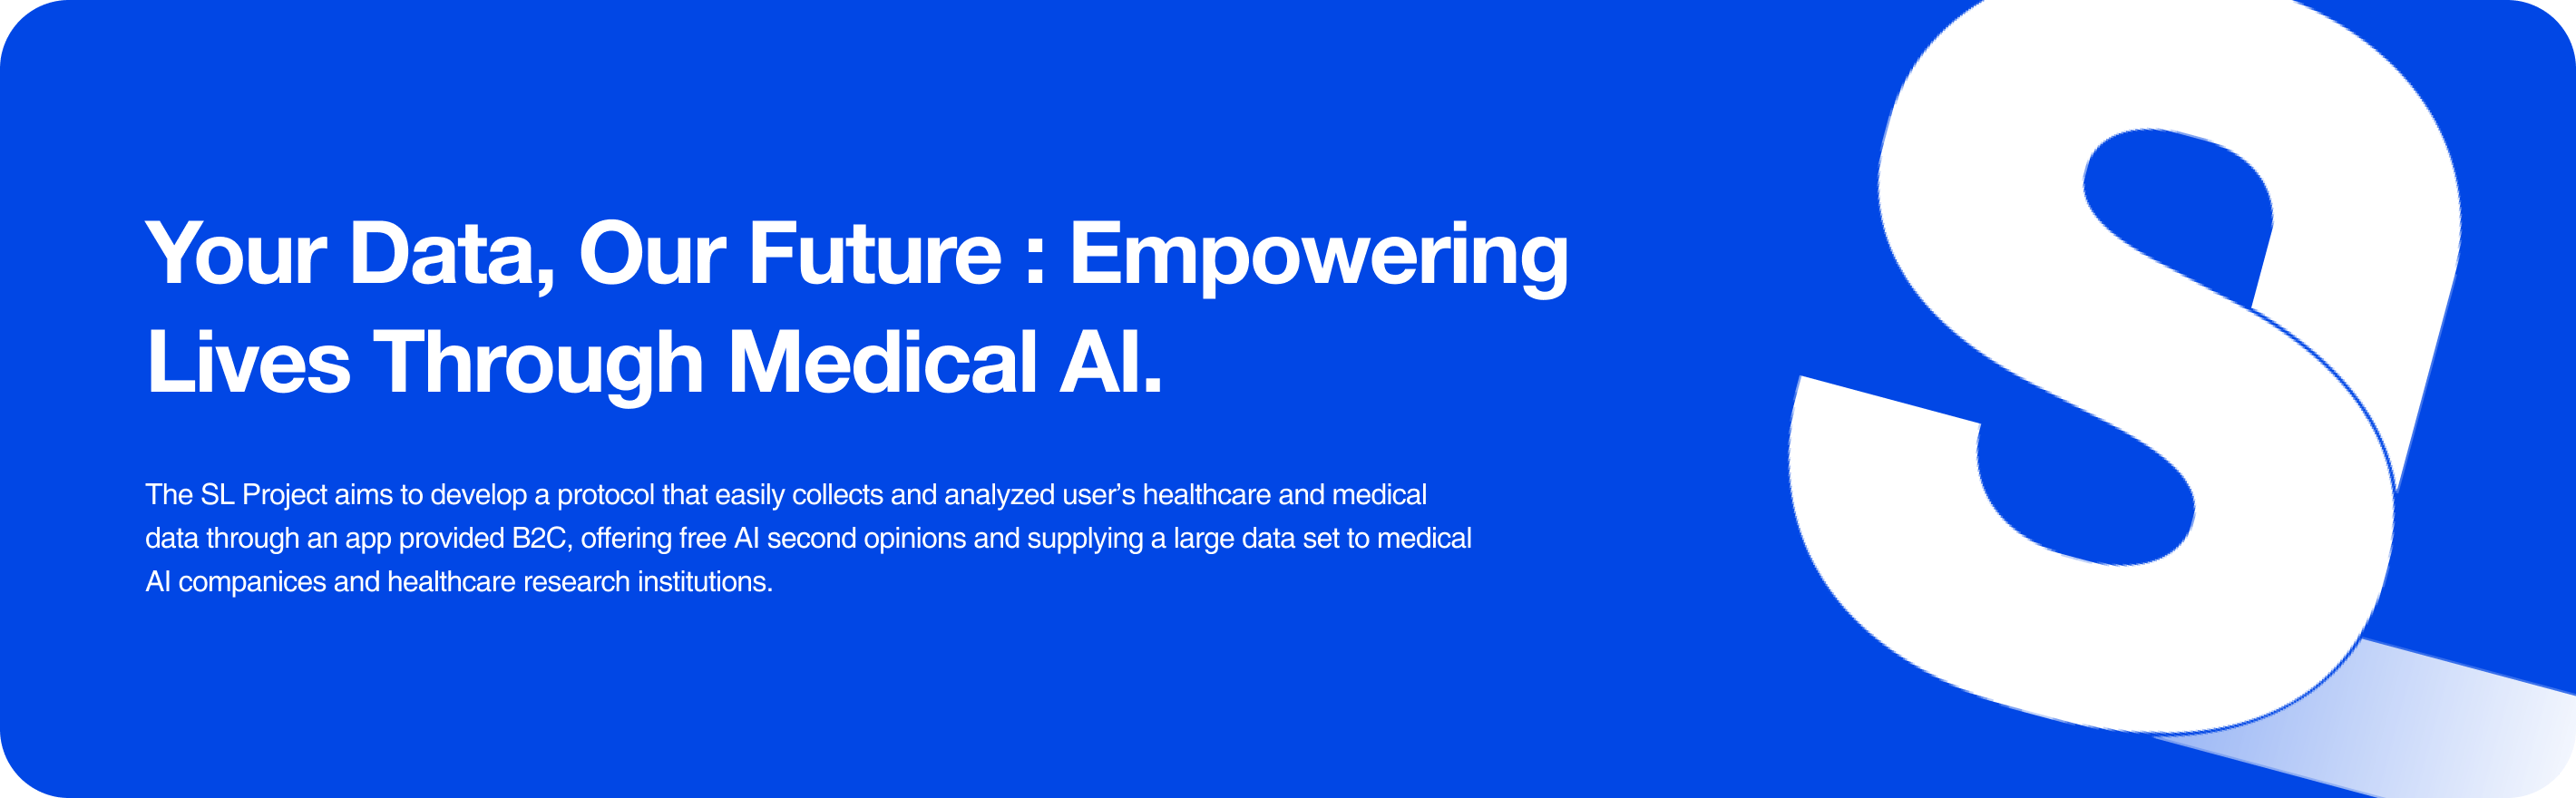 Your Data, Our Future : Empowering
Lives Through Medical AI.
The SL Project aims to develop a protocol that easily collects and analyzed user’s healthcare and medical
data through an app provided B2C, offering free AI second opinions and supplying a large data set to medical
AI companices and healthcare research institutions.